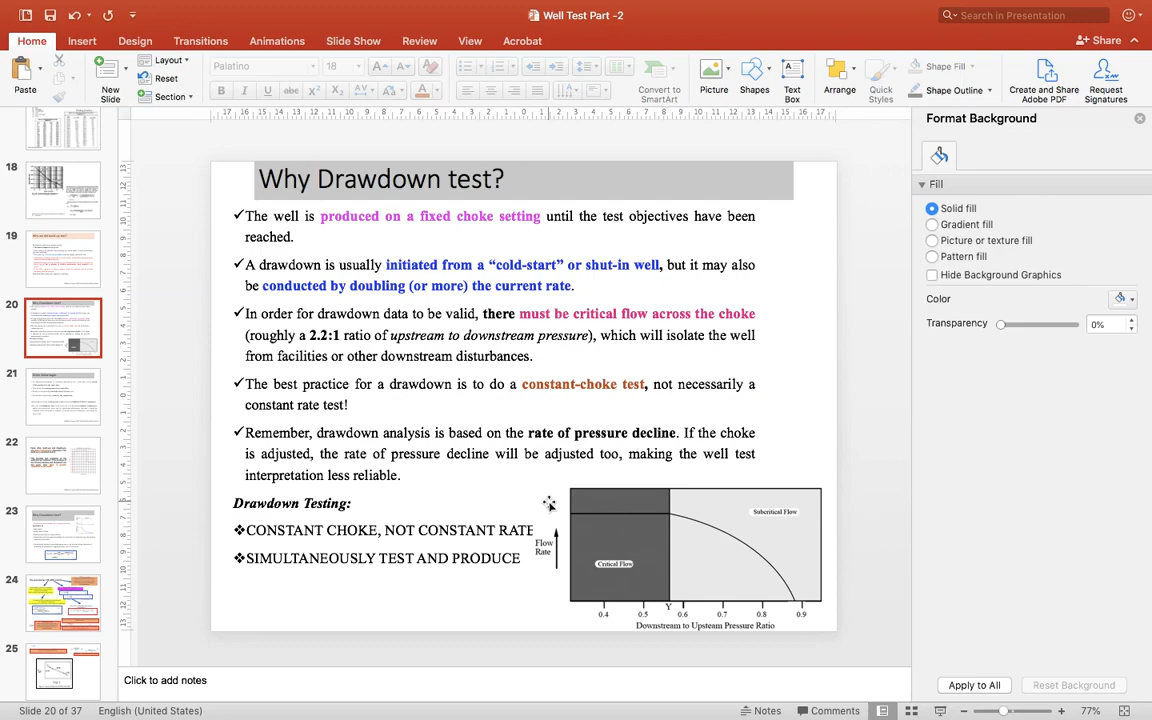 Well Test Part -2
Search in Presentation
Home Insert Design Transitions Animations Slide Show Review View Acrobat
Share
Paste
New
Slide
Layout
Reset
Section
Palatino
18
B I U abc X² X₂ AV
Convert to
SmartArt
Picture
Shapes
Text
Box
Arrange
Quick
Styles
Shape Fill
Shape Outline
Create and Share
Adobe PDF
Request
Signatures
18
19
20
21
22
23
24
25
Why Drawdown test?
✓The well is produced on a fixed choke setting until the test objectives have been
reached.
✓A drawdown is usually initiated from a “cold-start” or shut-in well, but it may also
be conducted by doubling (or more) the current rate.
✓In order for drawdown data to be valid, there must be critical flow across the choke
(roughly a 2.2:1 ratio of upstream to downstream pressure), which will isolate the well
from facilities or other downstream disturbances.
✓The best practice for a drawdown is to do a constant-choke test, not necessarily a
constant rate test!
✓Remember, drawdown analysis is based on the rate of pressure decline. If the choke
is adjusted, the rate of pressure decline will be adjusted too, making the well test
interpretation less reliable.
Drawdown Testing:
❖CONSTANT CHOKE, NOT CONSTANT RATE
❖SIMULTANEOUSLY TEST AND PRODUCE
Flow
Rate
Critical Flow
Subcritical Flow
0.4 0.5 Y 0.6 0.7 0.8 0.9
Downstream to Upsteam Pressure Ratio
Format Background
Fill
Solid fill
Gradient fill
Picture or texture fill
Pattern fill
Hide Background Graphics
Color
Transparency
0%
Apply to All
Reset Background
Click to add notes
Slide 20 of 37
English (United States)
Notes
Comments
77%